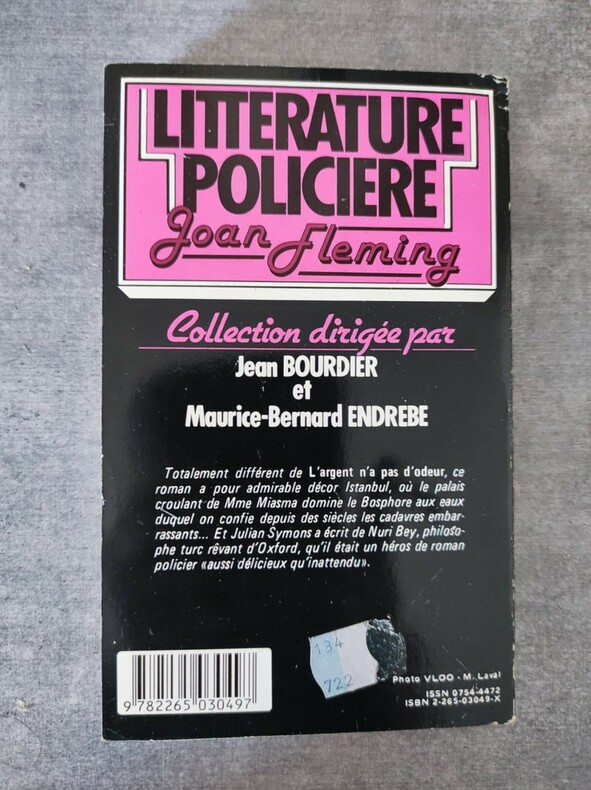 LITTERATURE
POLICIERE
Joan Fleming
Collection dirigée par
Jean BOURDIER
et
Maurice-Bernard ENDREBE
Totalement différent de L'argent n'a pas d'odeur, ce
roman a pour admirable décor Istanbul, où le palais
croulant de Mme Miasma domine le Bosphore aux eaux
duquel on confie depuis des siècles les cadavres embar-
rassants... Et Julian Symons a écrit de Nuri Bey, philoso-
phe turc rêvant d'Oxford, qu'il était un héros de roman
policier «aussi délicieux qu'inattendu».
134
722
Photo VLOO - M. Laval
ISSN 0754-4472
ISBN 2-265-03049-X
9 782265 030497